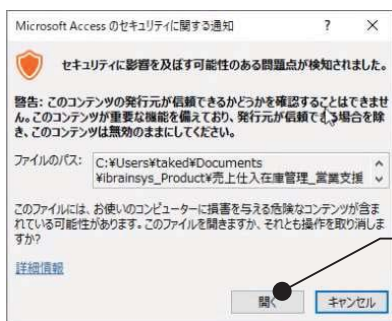 Microsoft Access のセキュリティに関する通知 ? ×
セキュリティに影響を及ぼす可能性のある問題点が検知されました。
警告: このコンテンツの発行元が信頼できるかどうかを確認することはできませ
ん。このコンテンツが重要な機能を備えており、発行元が信頼できる場合を除
き、このコンテンツは無効のままにしてください。
ファイルのパス: C:¥Users¥taked¥Documents
¥ibrainsys_Product¥売上仕入在庫管理_営業支援
このファイルには、お使いのコンピューターに損害を与える危険なコンテンツが含ま
れている可能性があります。このファイルを開きますか、それとも操作を取り消しま
すか?
詳細情報
開く キャンセル